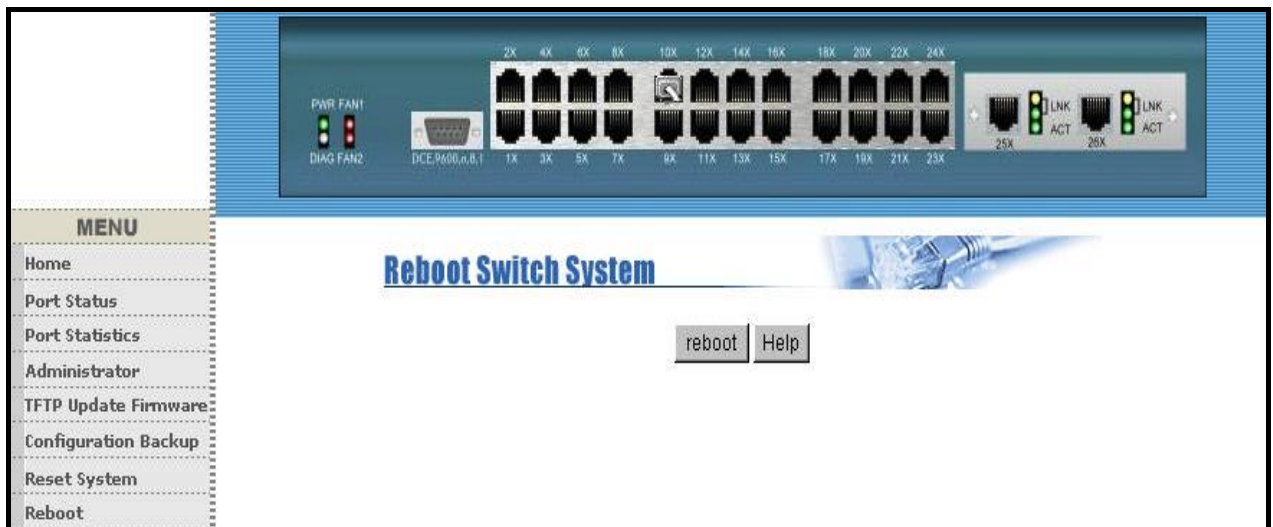 2X 4X 6X 8X 10X 12X 14X 16X 18X 20X 22X 24X
PWR FAN1
DIAG FAN2
DCE,9600,n,8,1
1X 3X 5X 7X 9X 11X 13X 15X 17X 19X 21X 23X
LNK
ACT
25X
LNK
ACT
26X
MENU
Home
Port Status
Port Statistics
Administrator
TFTP Update Firmware
Configuration Backup
Reset System
Reboot
Reboot Switch System
reboot Help